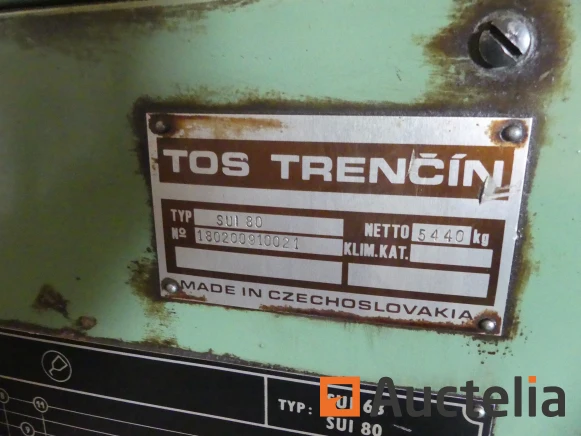 TOS TRENČÍN
TYP SUI 80 NETTO 5440 kg
Nº 180200910021 KLIM.KAT.
MADE IN CZECHOSLOVAKIA
11
TYP: SUI 63
SUI 80
Auctelia